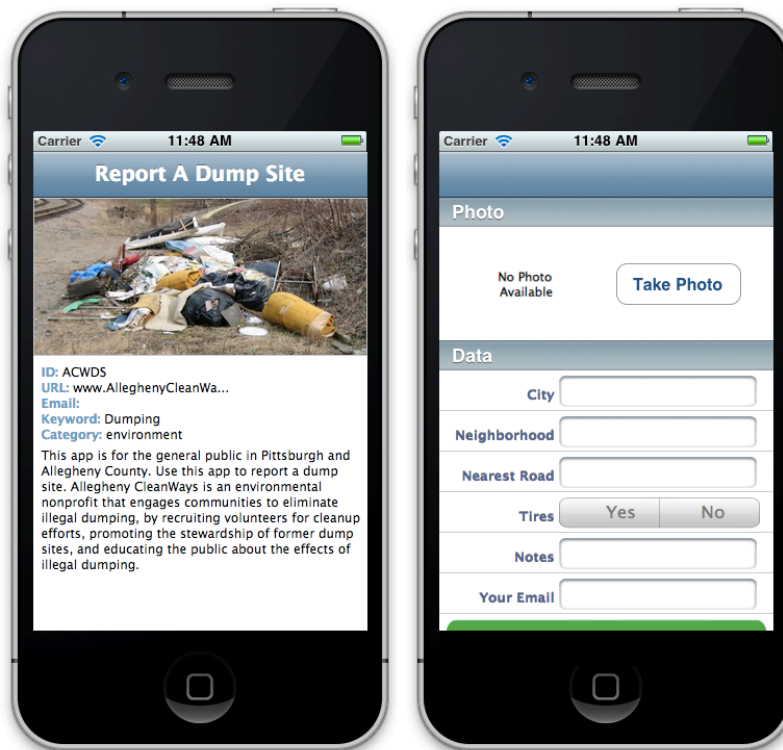 Carrier 11:48 AM
Report A Dump Site
ID: ACWDS
URL: www.AlleghenyCleanWa...
Email:
Keyword: Dumping
Category: environment
This app is for the general public in Pittsburgh and
Allegheny County. Use this app to report a dump
site. Allegheny CleanWays is an environmental
nonprofit that engages communities to eliminate
illegal dumping, by recruiting volunteers for cleanup
efforts, promoting the stewardship of former dump
sites, and educating the public about the effects of
illegal dumping.
Carrier 11:48 AM
Photo
No Photo
Available
Take Photo
Data
City
Neighborhood
Nearest Road
Tires Yes No
Notes
Your Email